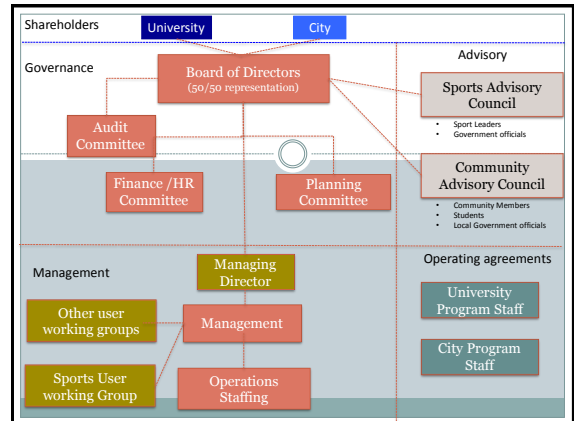 Shareholders
University
City
Governance
Board of Directors
(50/50 representation)
Advisory
Sports Advisory
Council
• Sport Leaders
• Government officials
Audit
Committee
Finance /HR
Committee
Planning
Committee
Community
Advisory Council
• Community Members
• Students
• Local Government officials
Management
Managing
Director
Operating agreements
Other user
working groups
Management
University
Program Staff
Sports User
working Group
Operations
Staffing
City Program
Staff